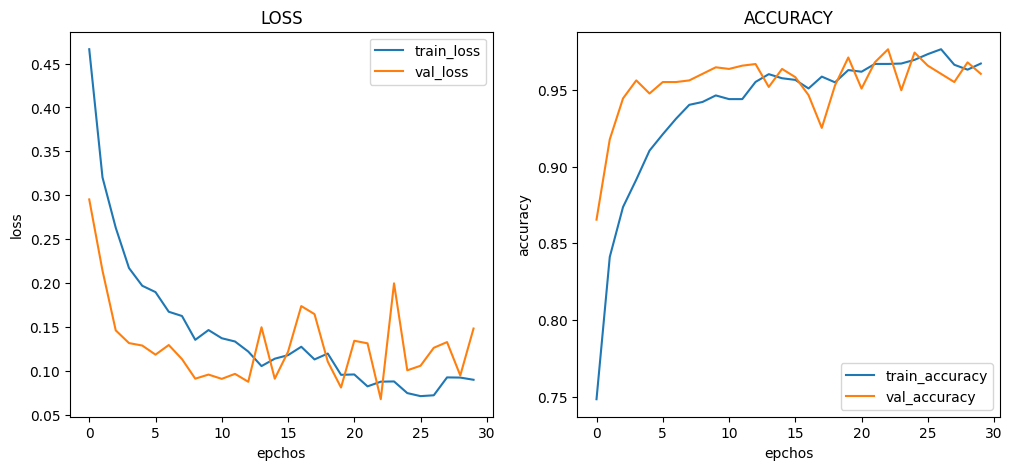 LOSS
train_loss
val_loss
0.45
0.40
0.35
0.30
0.25
0.20
0.15
0.10
0.05
loss
0 5 10 15 20 25 30
epchos
ACCURACY
0.95
0.90
0.85
0.80
0.75
accuracy
train_accuracy
val_accuracy
0 5 10 15 20 25 30
epchos